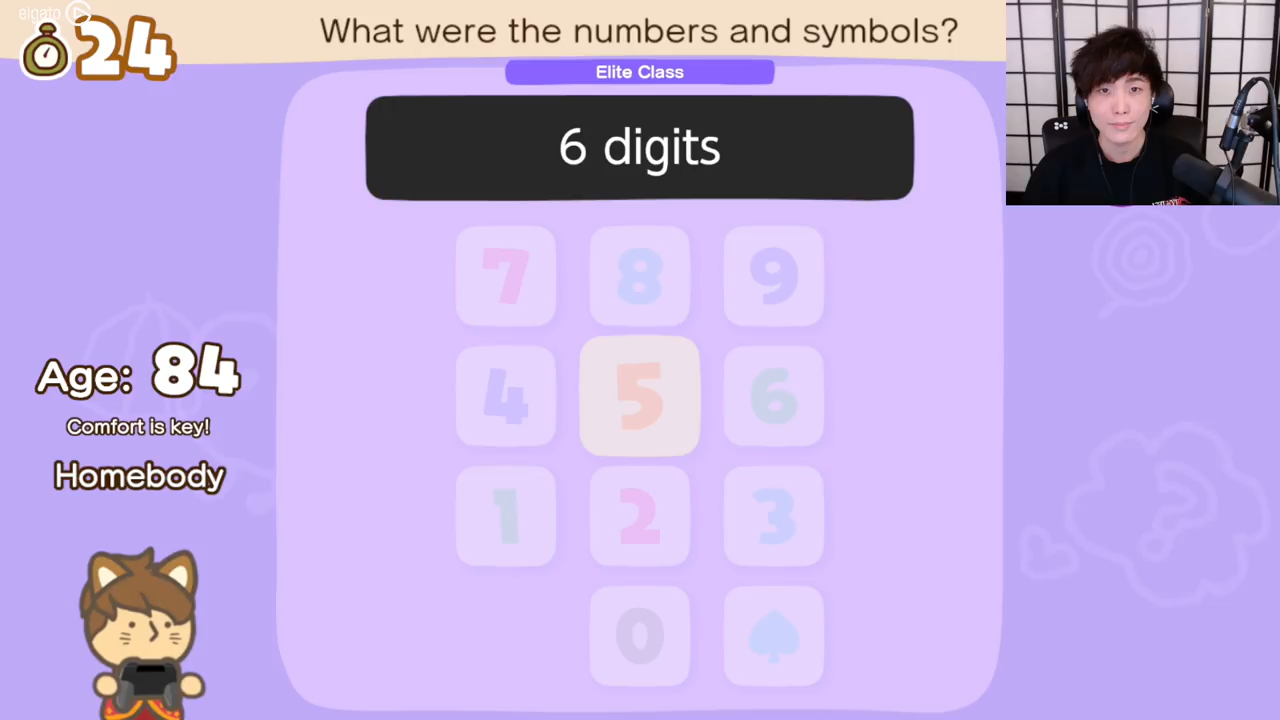 elgato
24
What were the numbers and symbols?
Elite Class
6 digits
7 8 9
4 5 6
1 2 3
0
Age: 84
Comfort is key!
Homebody